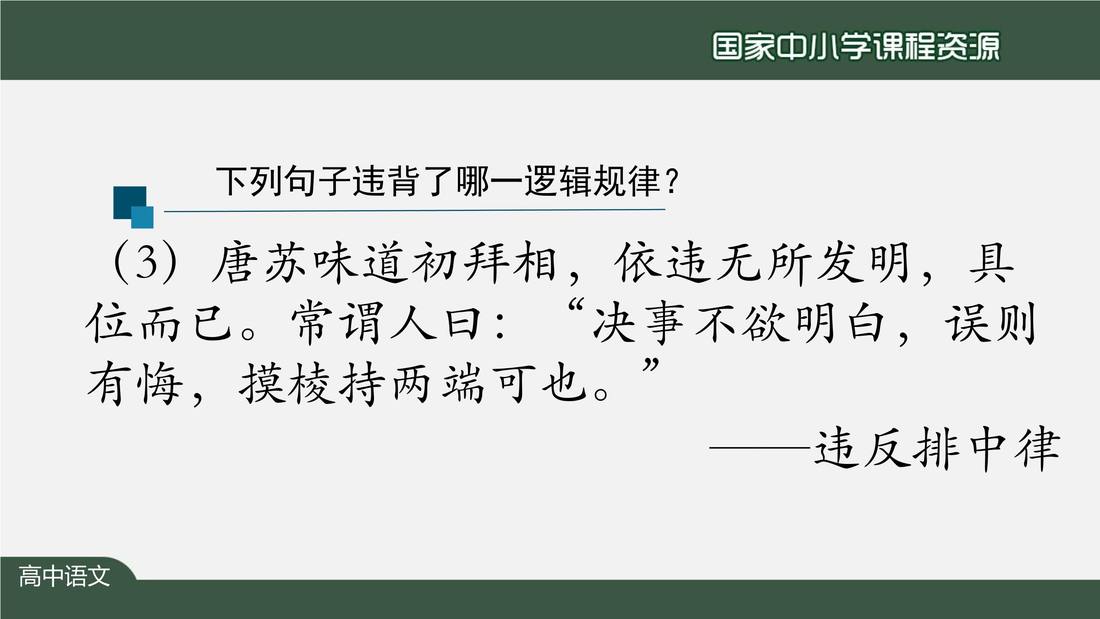 国家中小学课程资源
下列句子违背了哪一逻辑规律？
（3）唐苏味道初拜相，依违无所发明，具
位而已。常谓人曰：“决事不欲明白，误则
有悔，摸棱持两端可也。”
——违反排中律
高中语文